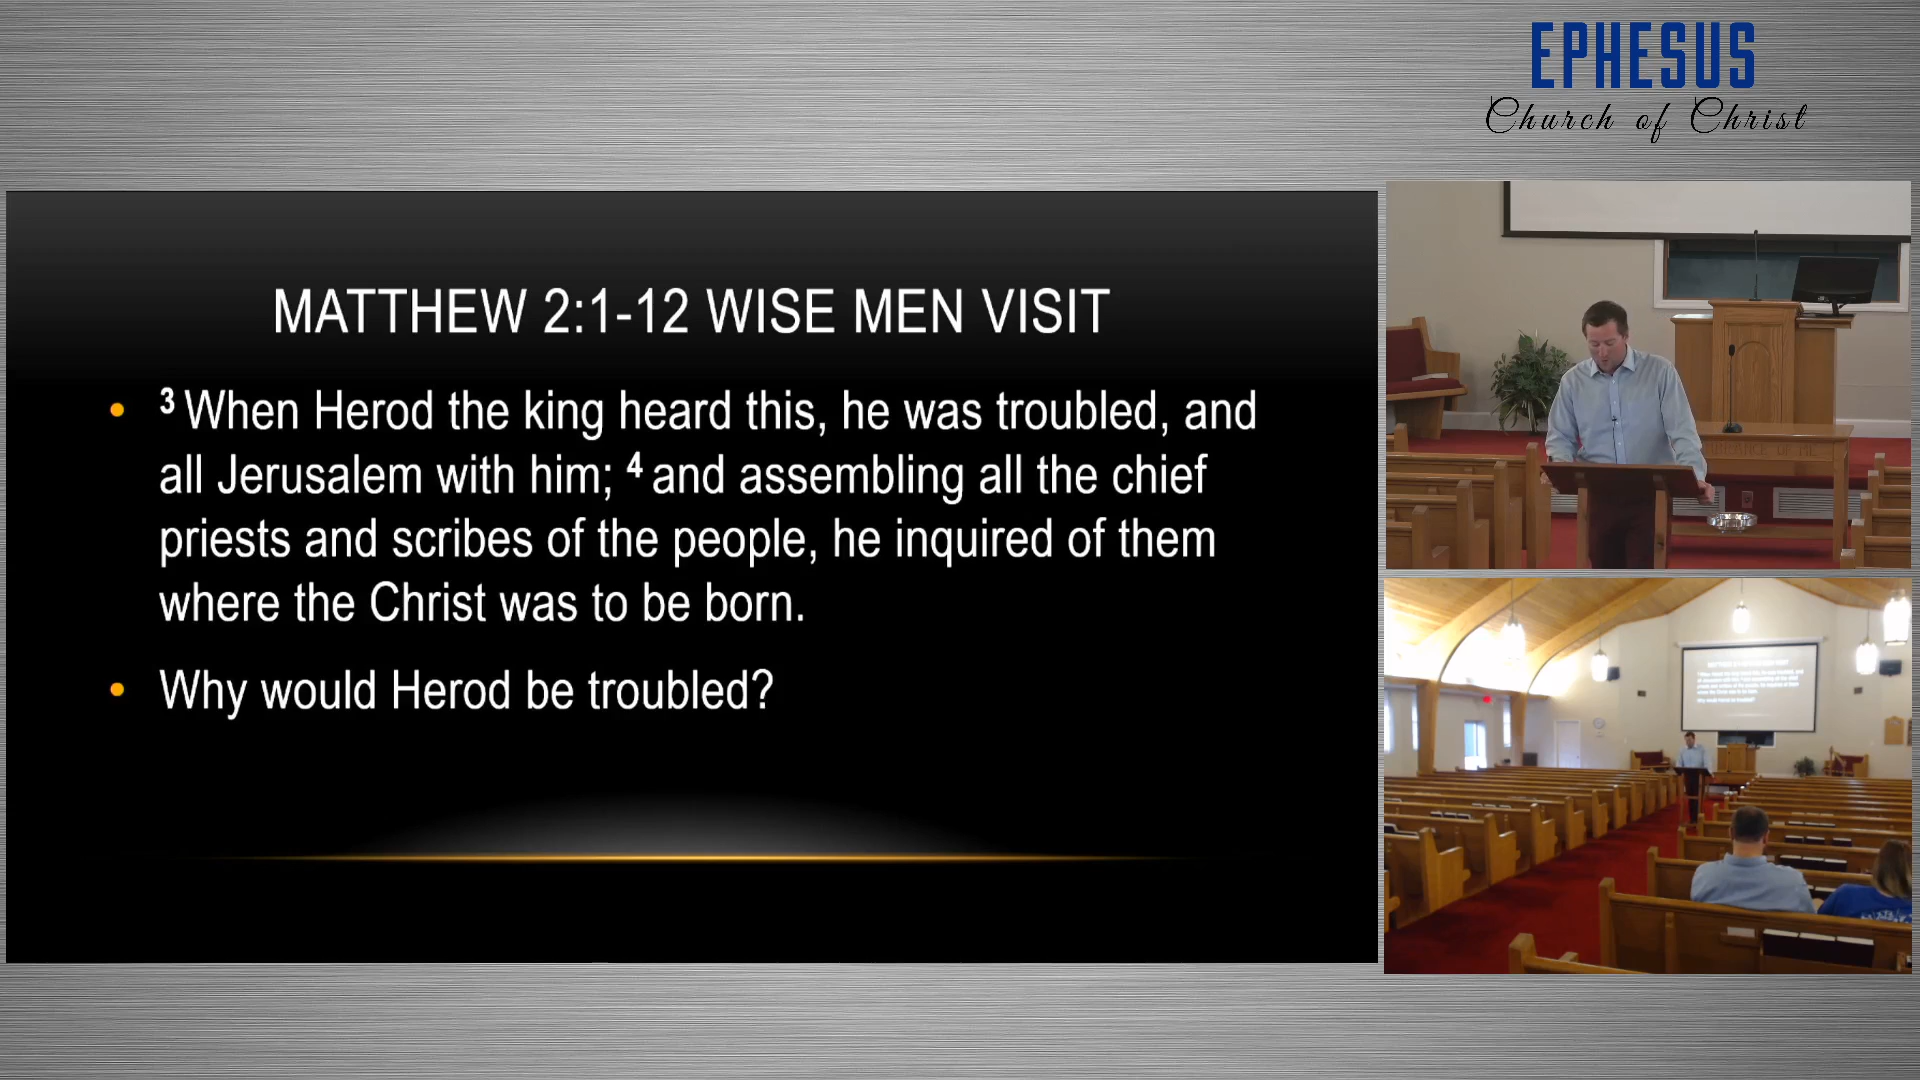 EPHESUS
Church of Christ
MATTHEW 2:1-12 WISE MEN VISIT
• ³ When Herod the king heard this, he was troubled, and
all Jerusalem with him; ⁴ and assembling all the chief
priests and scribes of the people, he inquired of them
where the Christ was to be born.
• Why would Herod be troubled?